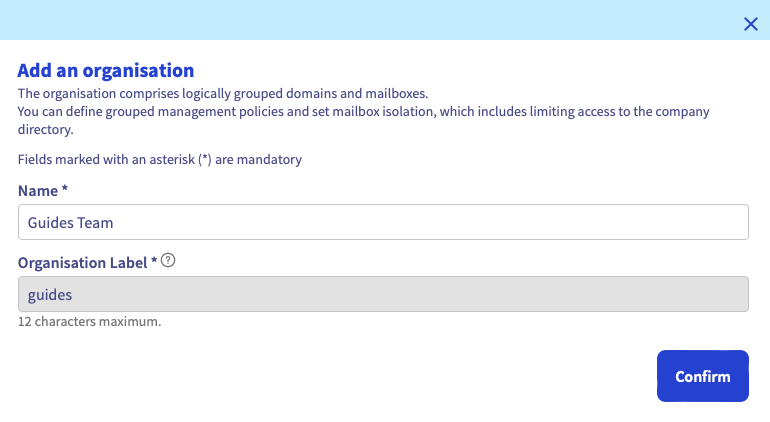 Add an organisation
The organisation comprises logically grouped domains and mailboxes.
You can define grouped management policies and set mailbox isolation, which includes limiting access to the company
directory.
Fields marked with an asterisk (*) are mandatory
Name *
Guides Team
Organisation Label * ?
guides
12 characters maximum.
Confirm